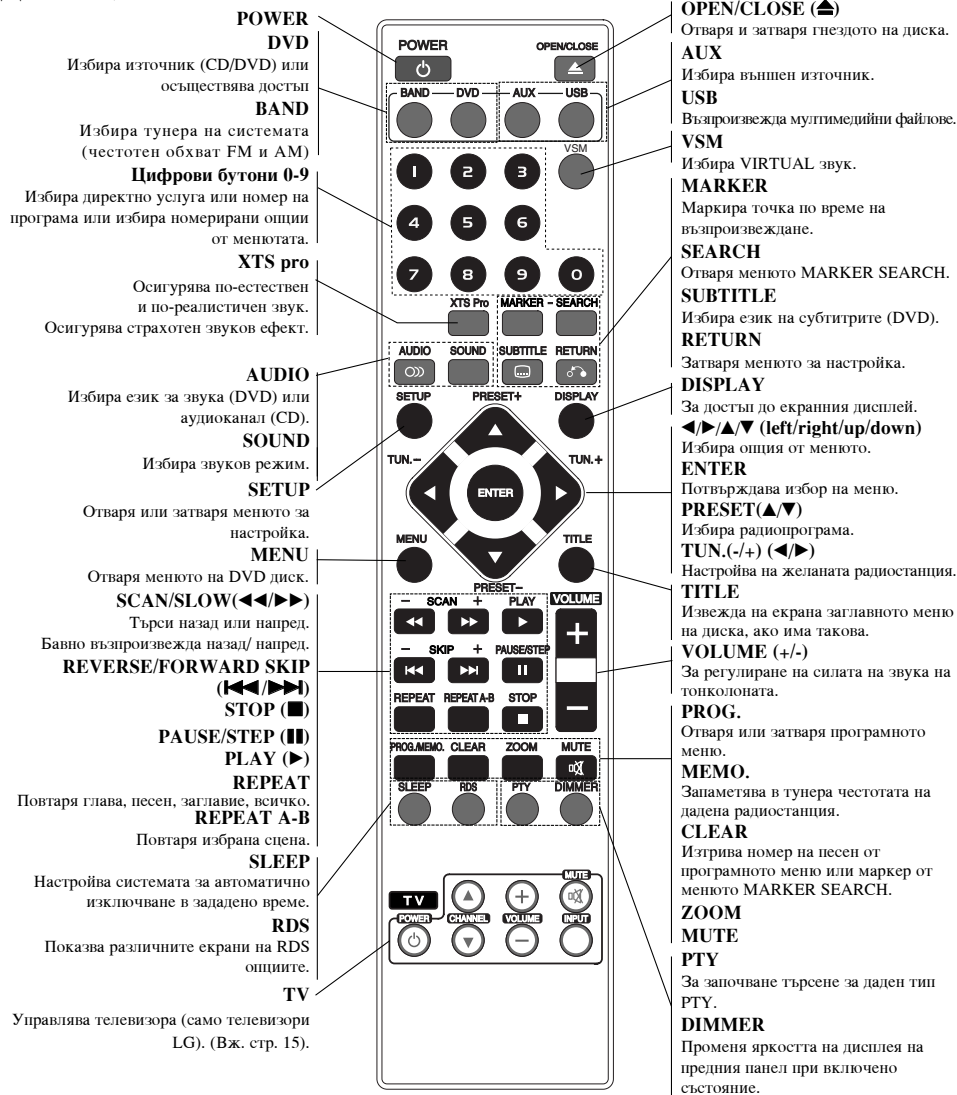 POWER
DVD
Избира източник (CD/DVD) или
осъществява достъп
BAND
Избира тунера на системата
(честотен обхват FM и AM)
Цифрови бутони 0-9
Избира директно услуга или номер на
програма или избира номерирани опции
от менютата.
XTS pro
Осигурява по-естествен
и по-реалистичен звук.
Осигурява страхотен звуков ефект.
AUDIO
Избира език за звука (DVD) или
аудиоканал (CD).
SOUND
Избира звуков режим.
SETUP
Отваря или затваря менюто за
настройка.
MENU
Отваря менюто на DVD диск.
SCAN/SLOW(◀◀/▶▶)
Търси назад или напред.
Бавно възпроизвежда назад/ напред.
REVERSE/FORWARD SKIP
(⏮/⏭)
STOP (■)
PAUSE/STEP (⏸)
PLAY (▶)
REPEAT
Повтаря глава, песен, заглавие, всичко.
REPEAT A-B
Повтаря избрана сцена.
SLEEP
Настройва системата за автоматично
изключване в зададено време.
RDS
Показва различните екрани на RDS
опциите.
TV
Управлява телевизора (само телевизори
LG). (Вж. стр. 15).
POWER OPEN/CLOSE
BAND DVD AUX USB
VSM
1 2 3
4 5 6
7 8 9 0
XTS Pro MARKER - SEARCH
AUDIO SOUND SUBTITLE RETURN
SETUP PRESET+ DISPLAY
TUN.- TUN.+
ENTER
MENU TITLE
PRESET-
- SCAN + PLAY VOLUME
+
- SKIP + PAUSE/STEP
REPEAT REPEAT A-B STOP
-
PROG./MEMO. CLEAR ZOOM MUTE
SLEEP RDS PTY DIMMER
MUTE
TV
POWER CHANNEL VOLUME INPUT
OPEN/CLOSE (⏏)
Отваря и затваря гнездото на диска.
AUX
Избира външен източник.
USB
Възпроизвежда мултимедийни файлове.
VSM
Избира VIRTUAL звук.
MARKER
Маркира точка по време на
възпроизвеждане.
SEARCH
Отваря менюто MARKER SEARCH.
SUBTITLE
Избира език на субтитрите (DVD).
RETURN
Затваря менюто за настройка.
DISPLAY
За достъп до екранния дисплей.
◀/▶/▲/▼ (left/right/up/down)
Избира опция от менюто.
ENTER
Потвърждава избор на меню.
PRESET(▲/▼)
Избира радиопрограма.
TUN.(-/+) (◀/▶)
Настройва на желаната радиостанция.
TITLE
Извежда на екрана заглавното меню
на диска, ако има такова.
VOLUME (+/-)
За регулиране на силата на звука на
тонколоната.
PROG.
Отваря или затваря програмното
меню.
MEMO.
Запаметява в тунера честотата на
дадена радиостанция.
CLEAR
Изтрива номер на песен от
програмното меню или маркер от
менюто MARKER SEARCH.
ZOOM
MUTE
PTY
За започване търсене за даден тип
PTY.
DIMMER
Променя яркостта на дисплея на
предния панел при включено
състояние.